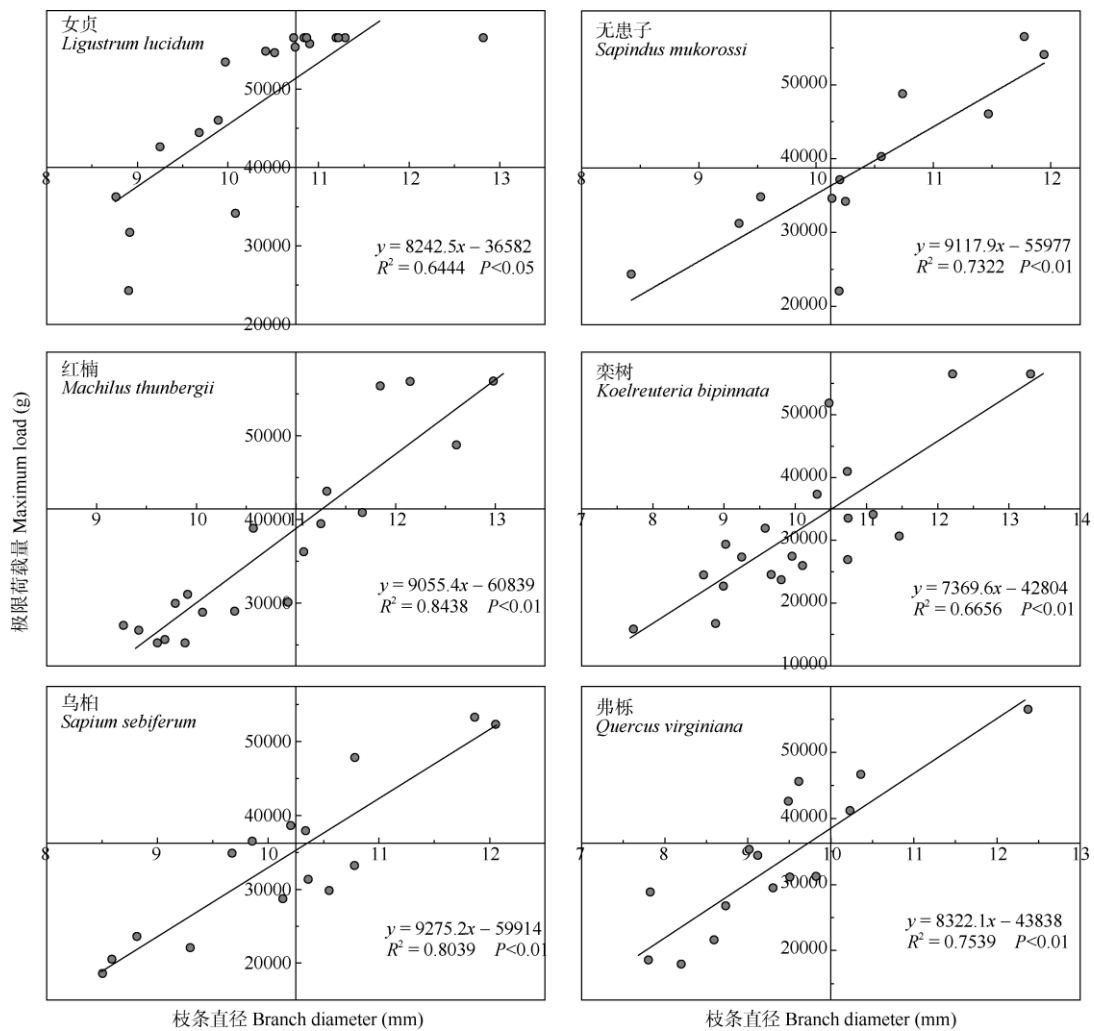 女贞
Ligustrum lucidum
50000
40000
8
9
10
11
12
13
30000
20000
y = 8242.5x − 36582
R² = 0.6444 P<0.05
无患子
Sapindus mukorossi
50000
40000
8
9
10
11
12
30000
20000
y = 9117.9x − 55977
R² = 0.7322 P<0.01
红楠
Machilus thunbergii
50000
40000
9
10
11
12
13
30000
y = 9055.4x − 60839
R² = 0.8438 P<0.01
栾树
Koelreuteria bipinnata
50000
40000
7
8
9
10
11
12
13
14
30000
20000
10000
y = 7369.6x − 42804
R² = 0.6656 P<0.01
乌桕
Sapium sebiferum
50000
40000
8
9
10
11
12
30000
20000
y = 9275.2x − 59914
R² = 0.8039 P<0.01
弗栎
Quercus virginiana
50000
40000
7
8
9
10
11
12
13
30000
20000
y = 8322.1x − 43838
R² = 0.7539 P<0.01
极限荷载量 Maximum load (g)
枝条直径 Branch diameter (mm)
枝条直径 Branch diameter (mm)